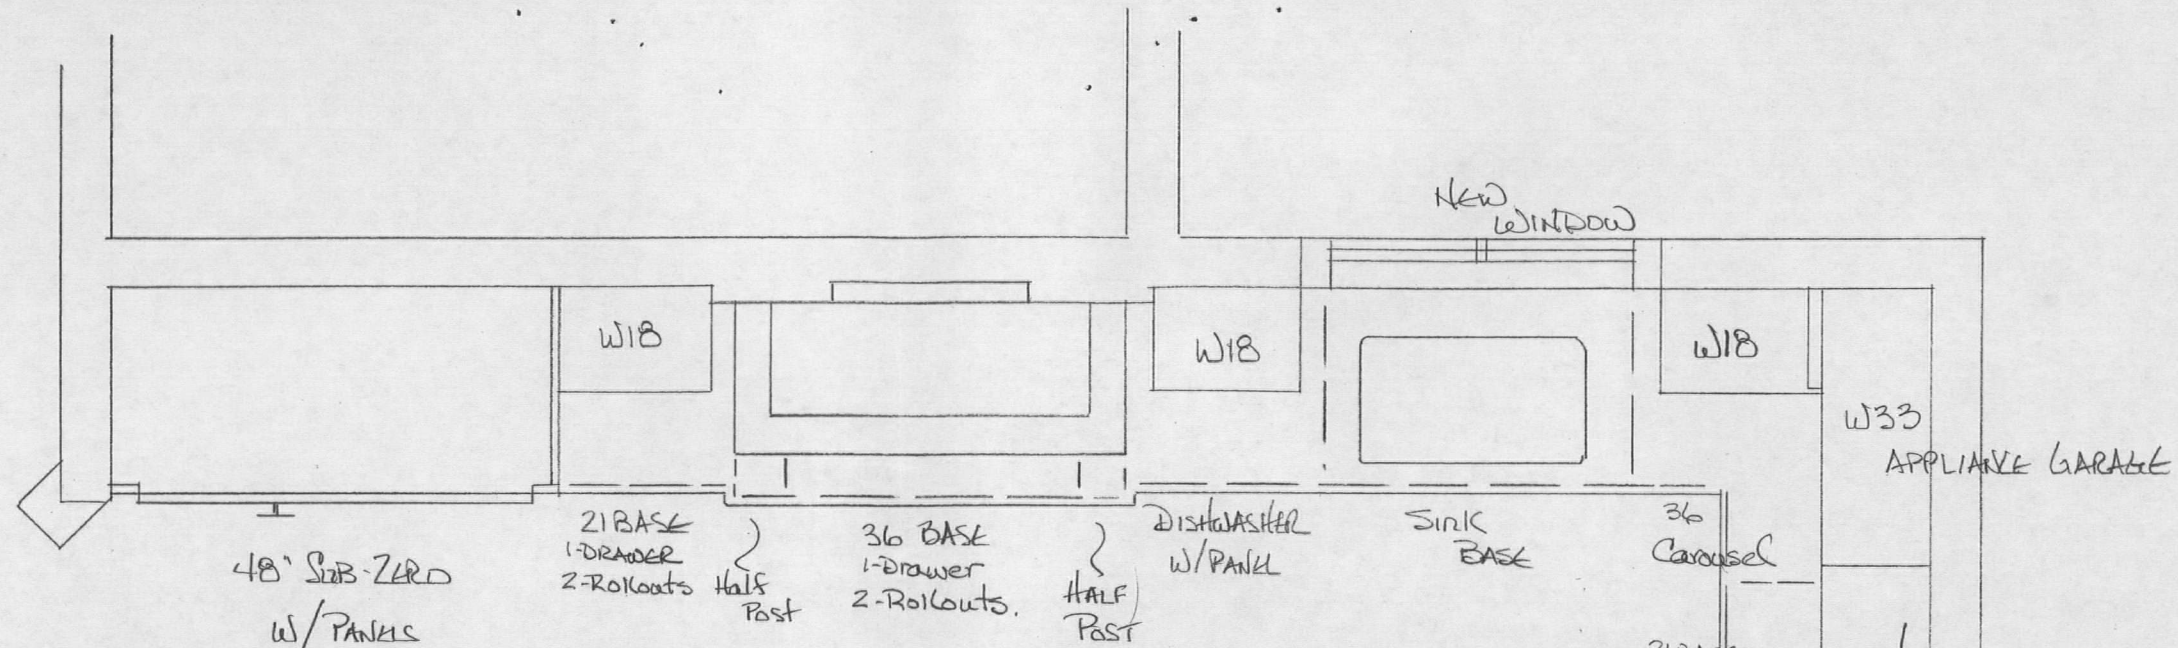 NEW
WINDOW
W18
W18
W18
W33
APPLIANCE GARAGE
48" SUB-ZERO
W/PANELS
21 BASE
1-DRAWER
2-Rollouts
Half
Post
36 BASE
1-Drawer
2-Rollouts.
HALF
POST
DISHWASHER
W/PANEL
SINK
BASE
36
Carousel